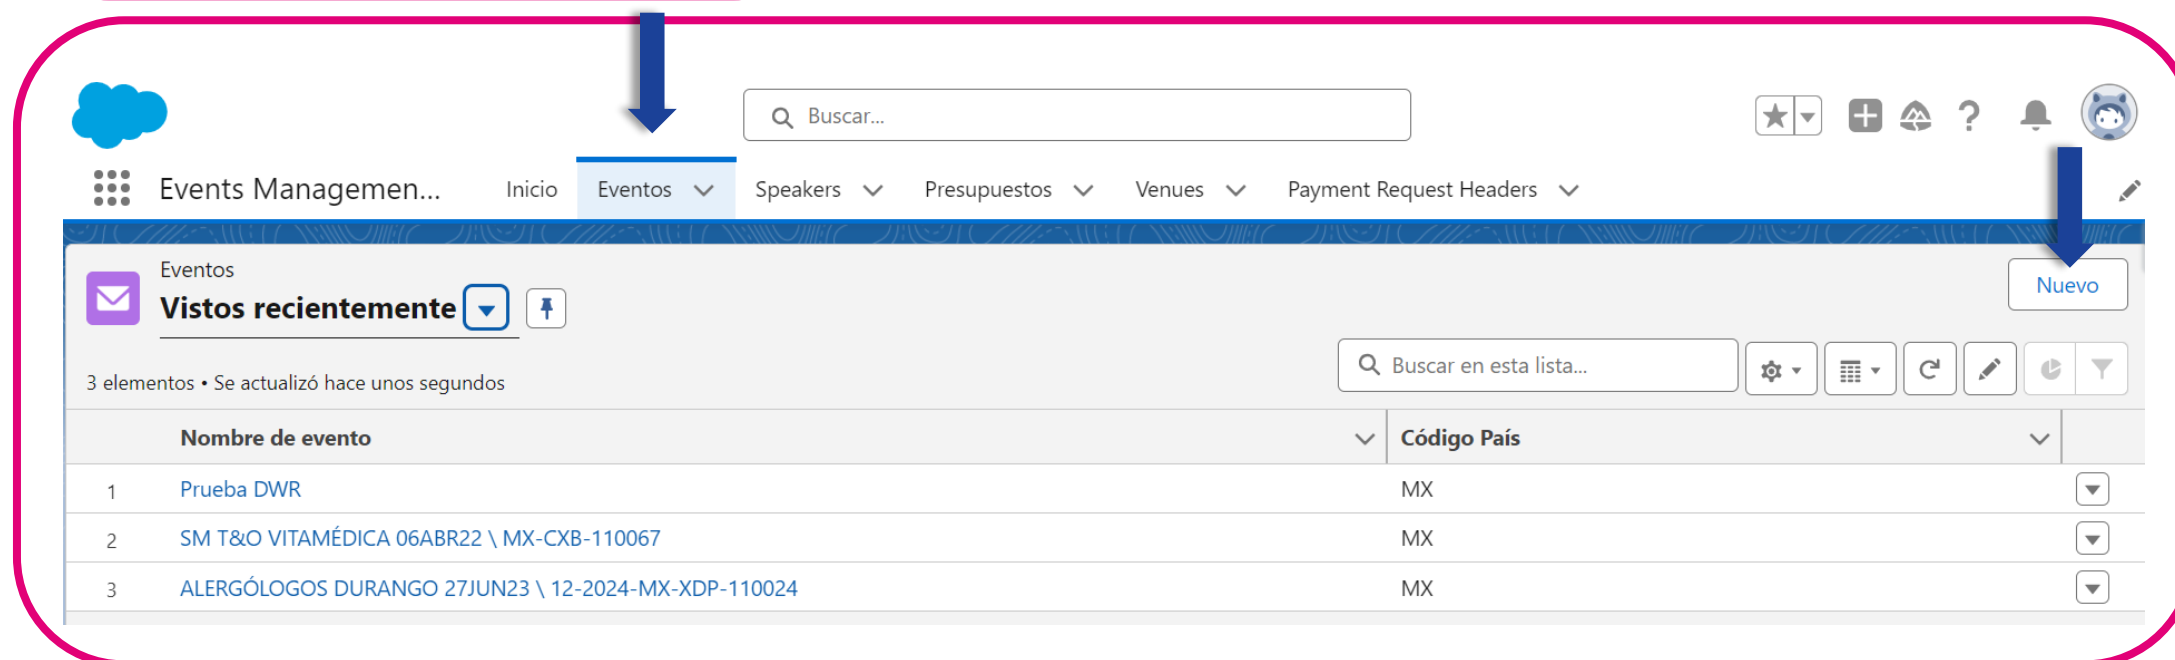 Buscar...
Events Managemen... Inicio Eventos Speakers Presupuestos Venues Payment Request Headers
Eventos
Vistos recientemente
Nuevo
3 elementos • Se actualizó hace unos segundos
Buscar en esta lista...
Nombre de evento Código País
1 Prueba DWR MX
2 SM T&O VITAMÉDICA 06ABR22 \ MX-CXB-110067 MX
3 ALERGÓLOGOS DURANGO 27JUN23 \ 12-2024-MX-XDP-110024 MX